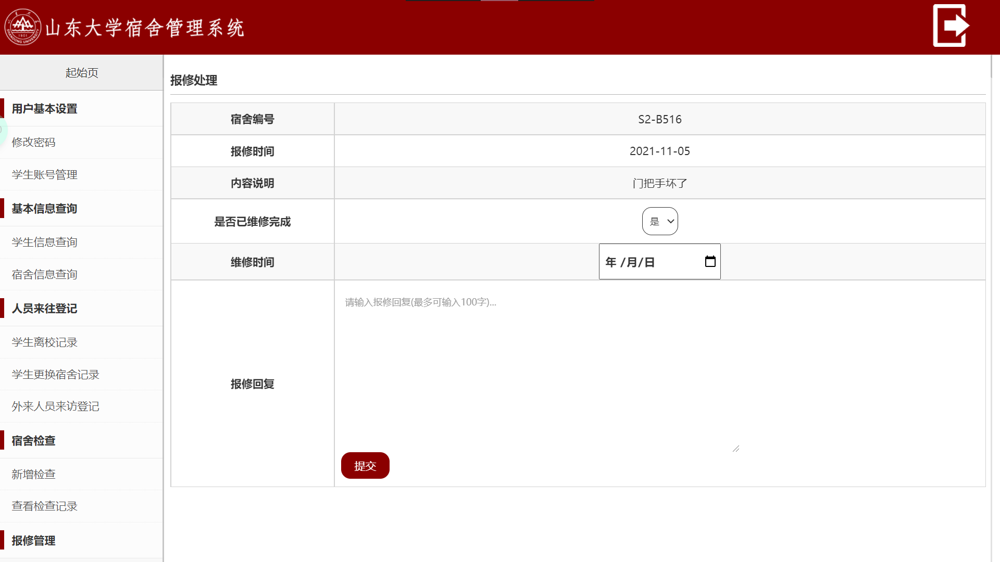 山东大学宿舍管理系统
SHANDONG UNIVERSITY
1901
起始页
用户基本设置
修改密码
学生账号管理
基本信息查询
学生信息查询
宿舍信息查询
人员来往登记
学生离校记录
学生更换宿舍记录
外来人员来访登记
宿舍检查
新增检查
查看检查记录
报修管理
报修处理
宿舍编号 S2-B516
报修时间 2021-11-05
内容说明 门把手坏了
是否已维修完成 是
维修时间 年 /月/日
报修回复 请输入报修回复(最多可输入100字)...
提交